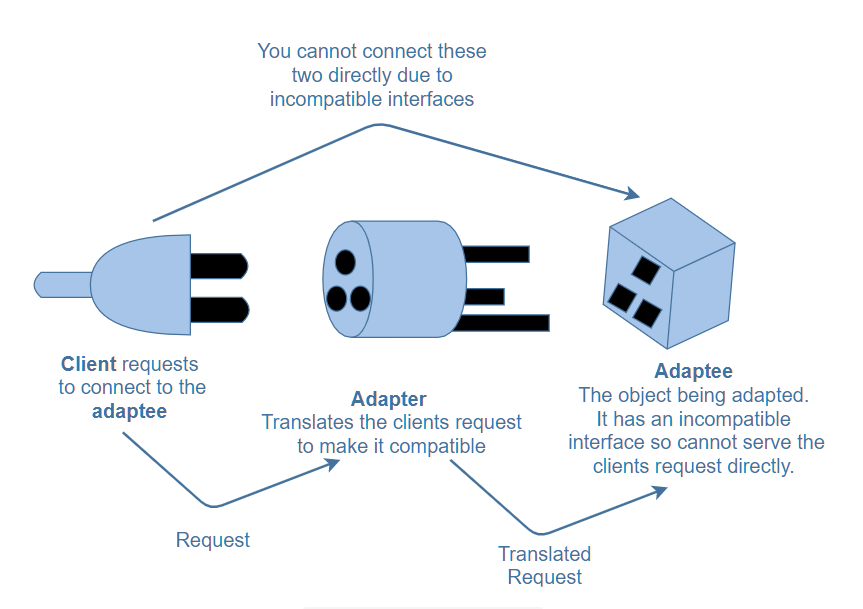 You cannot connect these
two directly due to
incompatible interfaces
Client requests
to connect to the
adaptee
Adapter
Translates the clients request
to make it compatible
Adaptee
The object being adapted.
It has an incompatible
interface so cannot serve the
clients request directly.
Request
Translated
Request